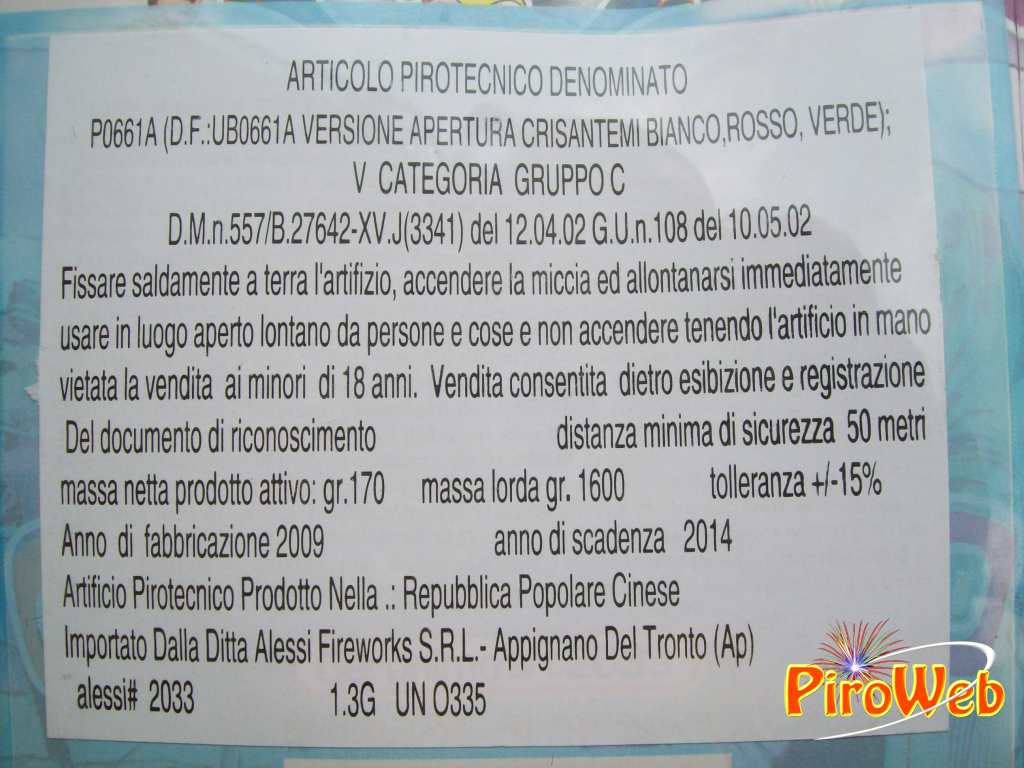 ARTICOLO PIROTECNICO DENOMINATO
P0661A (D.F.:UB0661A VERSIONE APERTURA CRISANTEMI BIANCO,ROSSO, VERDE);
V CATEGORIA GRUPPO C
D.M.n.557/B.27642-XV.J(3341) del 12.04.02 G.U.n.108 del 10.05.02
Fissare saldamente a terra l'artifizio, accendere la miccia ed allontanarsi immediatamente
usare in luogo aperto lontano da persone e cose e non accendere tenendo l'artificio in mano
vietata la vendita ai minori di 18 anni. Vendita consentita dietro esibizione e registrazione
Del documento di riconoscimento distanza minima di sicurezza 50 metri
massa netta prodotto attivo: gr.170 massa lorda gr. 1600 tolleranza +/-15%
Anno di fabbricazione 2009 anno di scadenza 2014
Artificio Pirotecnico Prodotto Nella .: Repubblica Popolare Cinese
Importato Dalla Ditta Alessi Fireworks S.R.L.- Appignano Del Tronto (Ap)
alessi# 2033 1.3G UN O335
PiroWeb